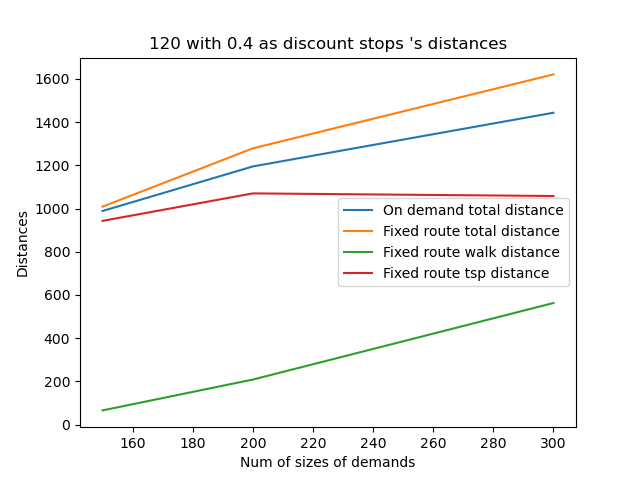 120 with 0.4 as discount stops 's distances
Distances
1600
1400
1200
1000
800
600
400
200
0
On demand total distance
Fixed route total distance
Fixed route walk distance
Fixed route tsp distance
160 180 200 220 240 260 280 300
Num of sizes of demands